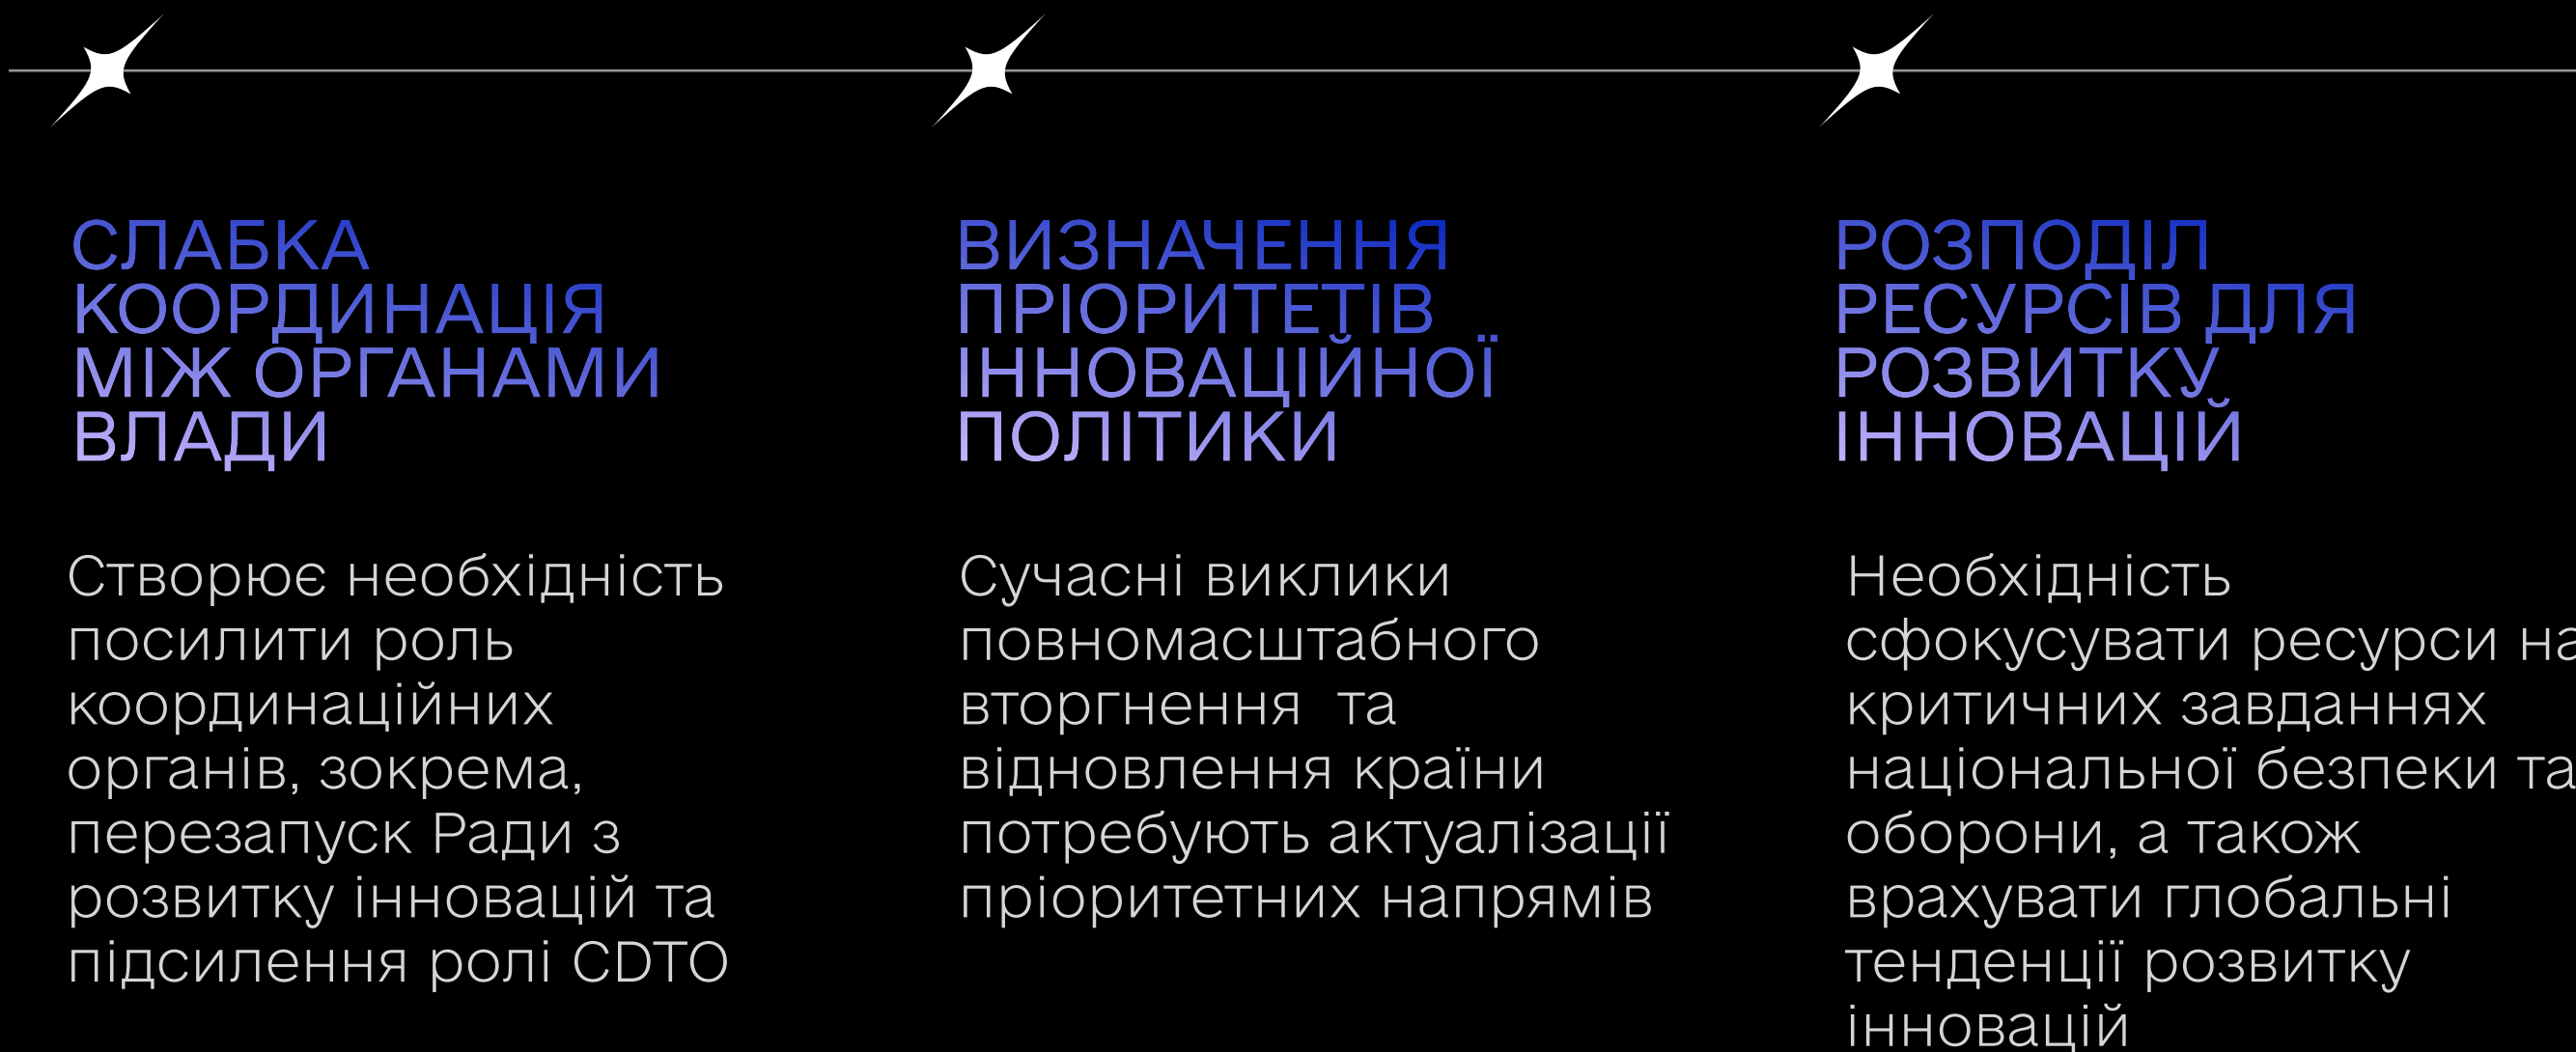 СЛАБКА
КООРДИНАЦІЯ
МІЖ ОРГАНАМИ
ВЛАДИ
Створює необхідність
посилити роль
координаційних
органів, зокрема,
перезапуск Ради з
розвитку інновацій та
підсилення ролі CDTO
ВИЗНАЧЕННЯ
ПРІОРИТЕТІВ
ІННОВАЦІЙНОЇ
ПОЛІТИКИ
Сучасні виклики
повномасштабного
вторгнення  та
відновлення країни
потребують актуалізації
пріоритетних напрямів
РОЗПОДІЛ
РЕСУРСІВ ДЛЯ
РОЗВИТКУ
ІННОВАЦІЙ
Необхідність
сфокусувати ресурси на
критичних завданнях
національної безпеки та
оборони, а також
врахувати глобальні
тенденції розвитку
інновацій